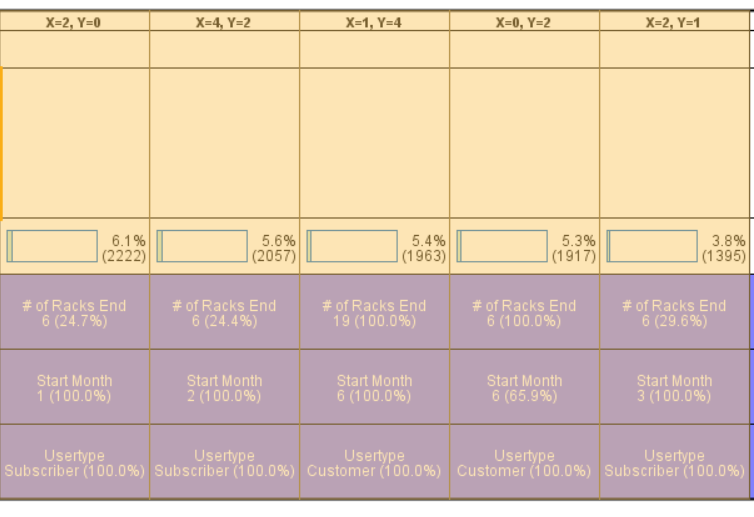 X=2, Y=0 X=4, Y=2 X=1, Y=4 X=0, Y=2 X=2, Y=1
6.1% 5.6% 5.4% 5.3% 3.8%
(2222) (2057) (1963) (1917) (1395)
# of Racks End # of Racks End # of Racks End # of Racks End # of Racks End
6 (24.7%) 6 (24.4%) 19 (100.0%) 6 (100.0%) 6 (29.6%)
Start Month Start Month Start Month Start Month Start Month
1 (100.0%) 2 (100.0%) 6 (100.0%) 6 (65.9%) 3 (100.0%)
Usertype Usertype Usertype Usertype Usertype
Subscriber (100.0%) Subscriber (100.0%) Customer (100.0%) Customer (100.0%) Subscriber (100.0%)